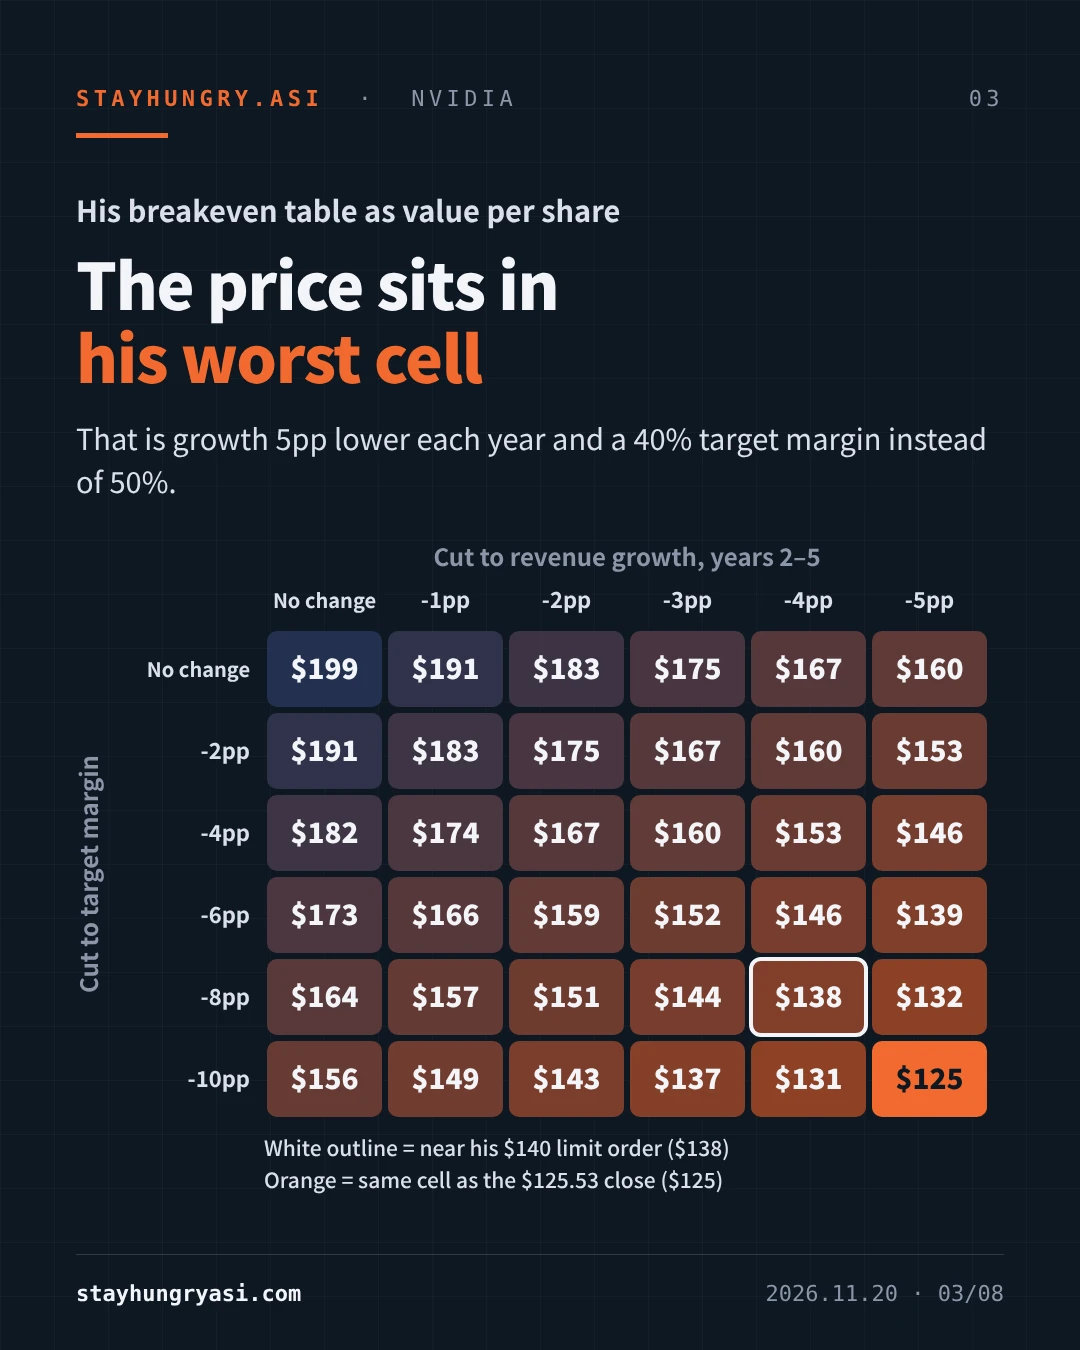 STAYHUNGRY.ASI · NVIDIA 03
His breakeven table as value per share
The price sits in
his worst cell
That is growth 5pp lower each year and a 40% target margin instead
of 50%.
Cut to revenue growth, years 2–5
No change -1pp -2pp -3pp -4pp -5pp
Cut to target margin
No change $199 $191 $183 $175 $167 $160
-2pp $191 $183 $175 $167 $160 $153
-4pp $182 $174 $167 $160 $153 $146
-6pp $173 $166 $159 $152 $146 $139
-8pp $164 $157 $151 $144 $138 $132
-10pp $156 $149 $143 $137 $131 $125
White outline = near his $140 limit order ($138)
Orange = same cell as the $125.53 close ($125)
stayhungryasi.com 2026.11.20 · 03/08